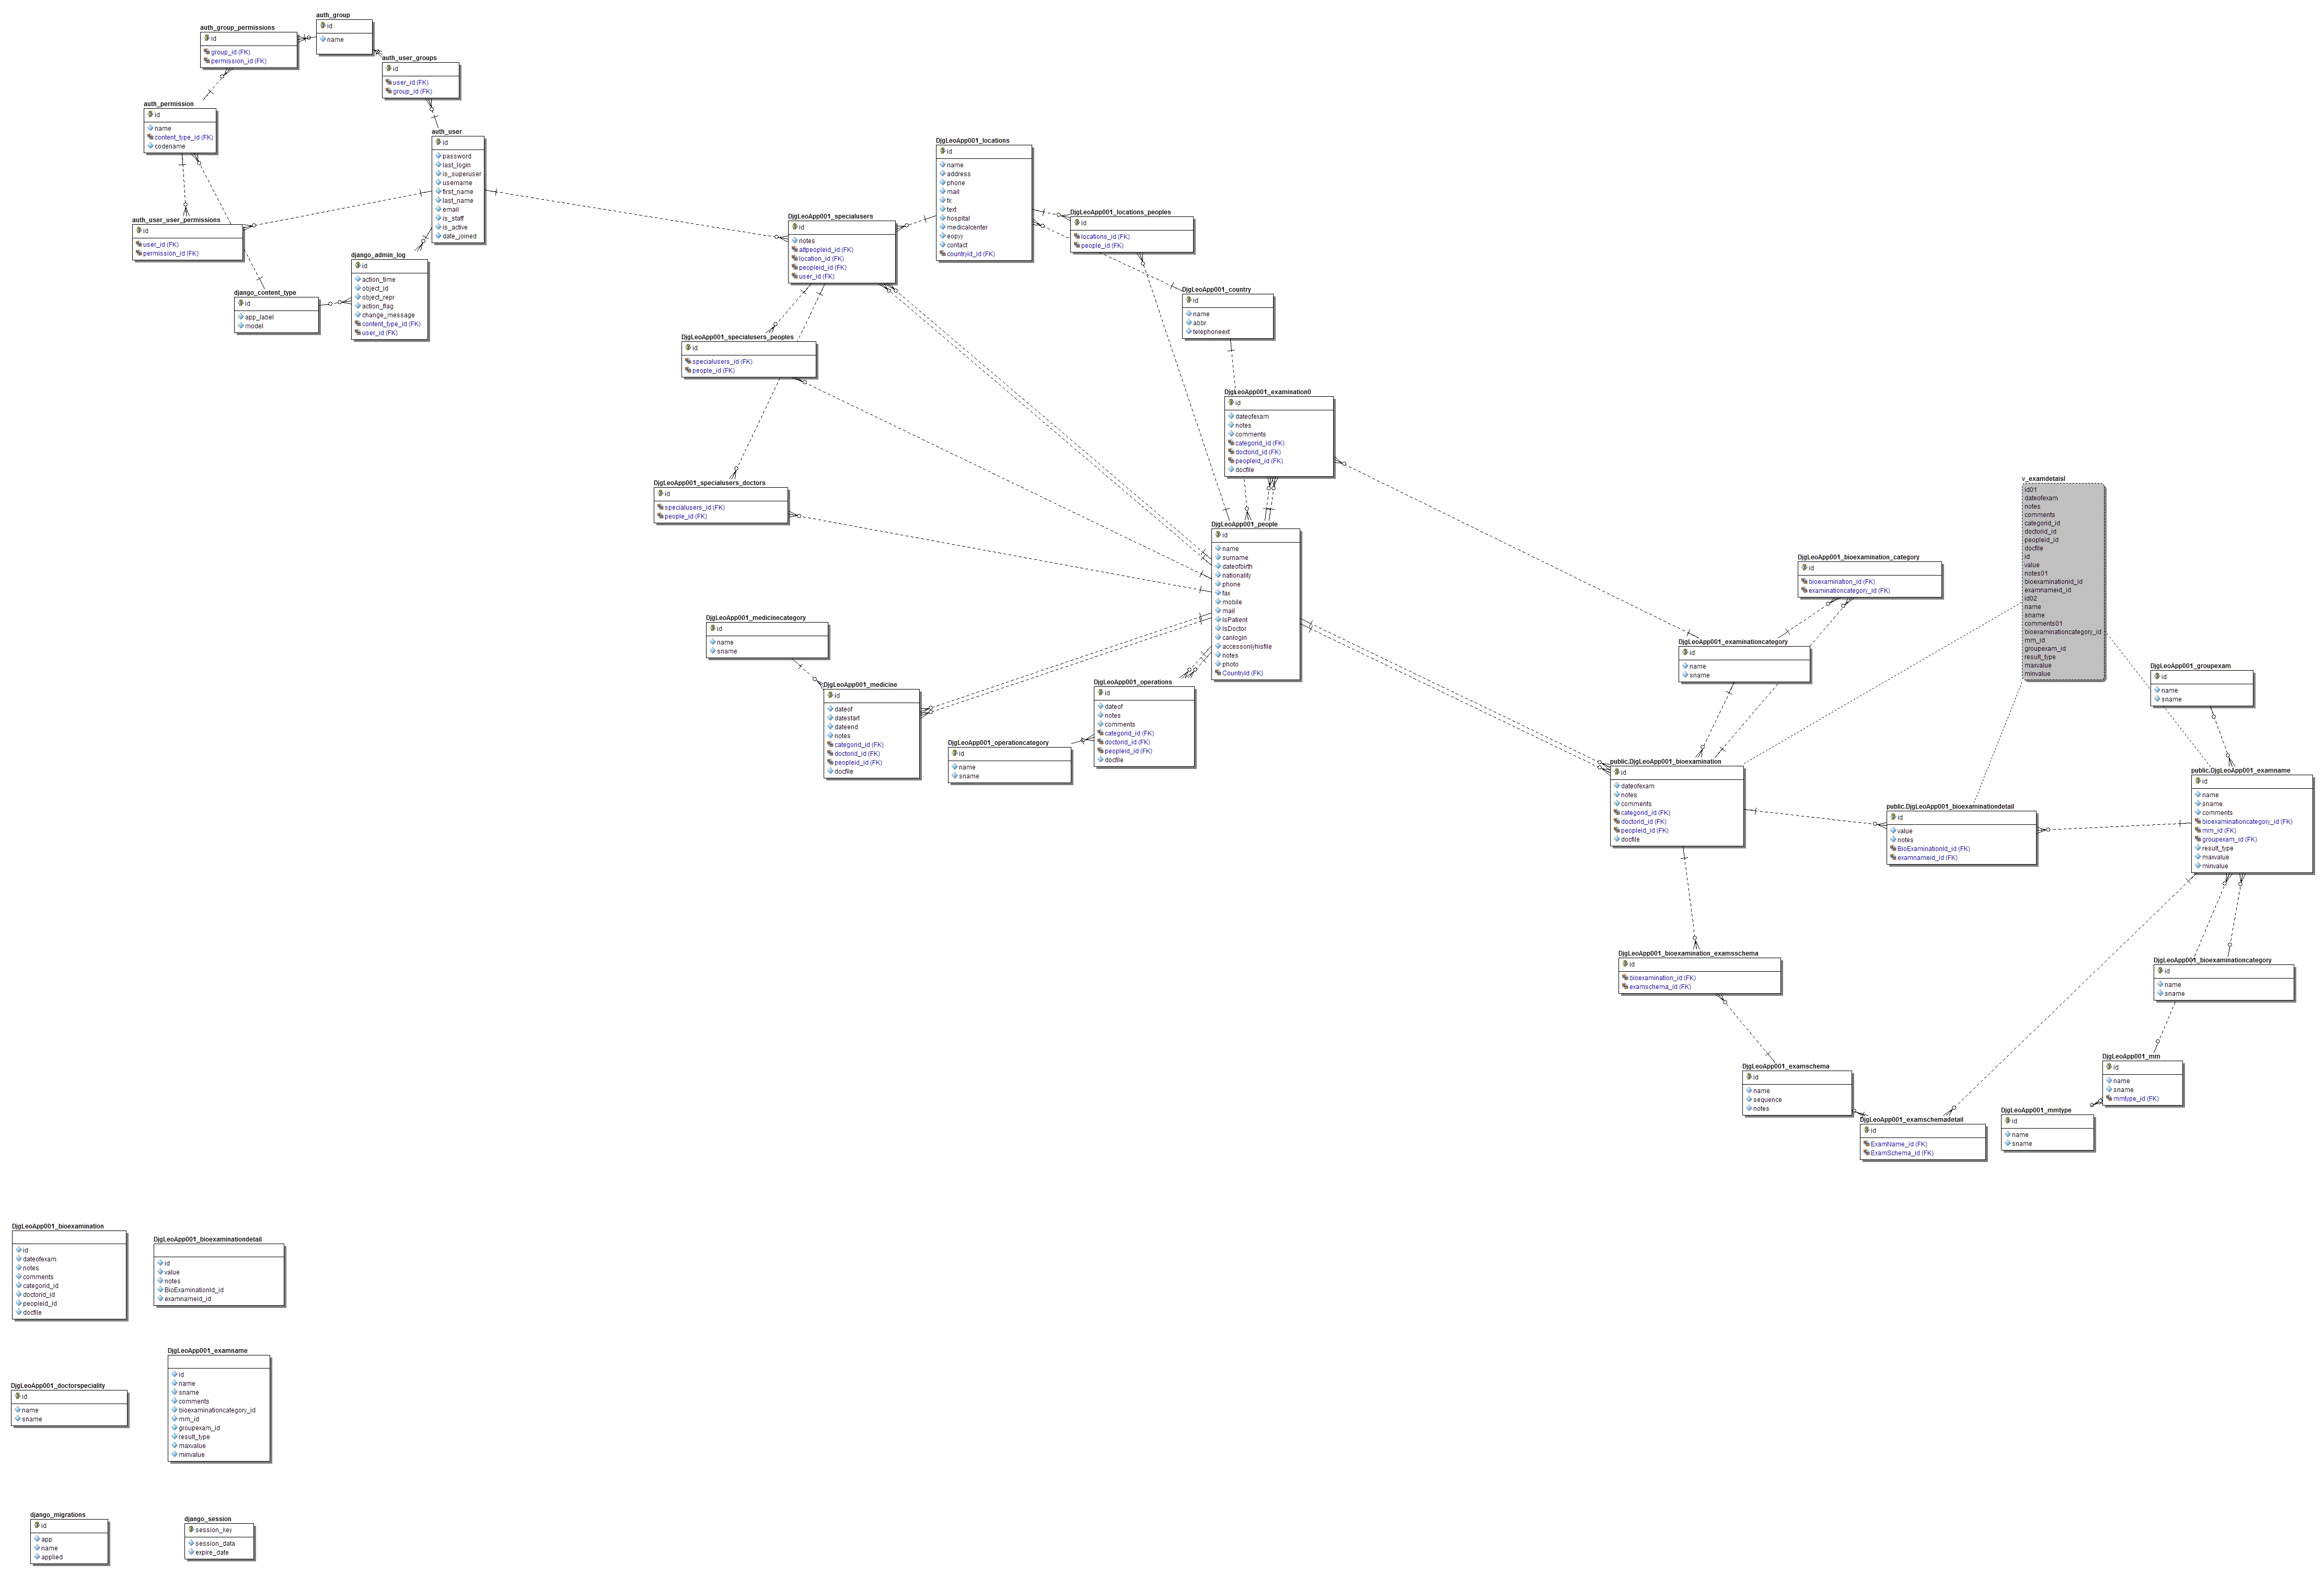 auth_group
id
name
auth_group_permissions
id
group_id (FK)
permission_id (FK)
auth_user_groups
id
user_id (FK)
group_id (FK)
auth_permission
id
name
content_type_id (FK)
codename
auth_user
id
password
last_login
is_superuser
username
first_name
last_name
email
is_staff
is_active
date_joined
auth_user_user_permissions
id
user_id (FK)
permission_id (FK)
django_admin_log
id
action_time
object_id
object_repr
action_flag
change_message
content_type_id (FK)
user_id (FK)
django_content_type
id
app_label
model
DjgLeoApp001_locations
id
name
address
phone
mail
tk
text
hospital
medicalcenter
eopyy
contact
countryid_id (FK)
DjgLeoApp001_specialusers
id
notes
altpeopleid_id (FK)
location_id (FK)
peopleid_id (FK)
user_id (FK)
DjgLeoApp001_locations_peoples
id
locations_id (FK)
people_id (FK)
DjgLeoApp001_country
id
name
abbr
telephoneext
DjgLeoApp001_specialusers_peoples
id
specialusers_id (FK)
people_id (FK)
DjgLeoApp001_examination0
id
dateofexam
notes
comments
categorid_id (FK)
doctorid_id (FK)
peopleid_id (FK)
docfile
DjgLeoApp001_specialusers_doctors
id
specialusers_id (FK)
people_id (FK)
DjgLeoApp001_people
id
name
surname
dateofbirth
nationality
phone
fax
mobile
mail
IsPatient
IsDoctor
canlogin
accessonlyhisfile
notes
photo
CountryId (FK)
v_examdetaisl
id01
dateofexam
notes
comments
categorid_id
doctorid_id
peopleid_id
docfile
id
value
notes01
bioexaminationid_id
examnameid_id
id02
name
sname
comments01
bioexaminationcategory_id
mm_id
groupexam_id
result_type
maxvalue
minvalue
DjgLeoApp001_bioexamination_category
id
bioexamination_id (FK)
examinationcategory_id (FK)
DjgLeoApp001_medicinecategory
id
name
sname
DjgLeoApp001_examinationcategory
id
name
sname
DjgLeoApp001_groupexam
id
name
sname
DjgLeoApp001_medicine
id
dateof
datestart
dateend
notes
categorid_id (FK)
doctorid_id (FK)
peopleid_id (FK)
docfile
DjgLeoApp001_operations
id
dateof
notes
comments
categorid_id (FK)
doctorid_id (FK)
peopleid_id (FK)
docfile
DjgLeoApp001_operationcategory
id
name
sname
public.DjgLeoApp001_bioexamination
id
dateofexam
notes
comments
categorid_id (FK)
doctorid_id (FK)
peopleid_id (FK)
docfile
public.DjgLeoApp001_examname
id
name
sname
comments
bioexaminationcategory_id (FK)
mm_id (FK)
groupexam_id (FK)
result_type
maxvalue
minvalue
public.DjgLeoApp001_bioexaminationdetail
id
value
notes
BioExaminationId_id (FK)
examnameid_id (FK)
DjgLeoApp001_bioexamination_examsschema
id
bioexamination_id (FK)
examschema_id (FK)
DjgLeoApp001_bioexaminationcategory
id
name
sname
DjgLeoApp001_mm
id
name
sname
mmtype_id (FK)
DjgLeoApp001_examschema
id
name
sequence
notes
DjgLeoApp001_mmtype
id
name
sname
DjgLeoApp001_examschemadetail
id
ExamName_id (FK)
ExamSchema_id (FK)
DjgLeoApp001_bioexamination
id
dateofexam
notes
comments
categorid_id
doctorid_id
peopleid_id
docfile
DjgLeoApp001_bioexaminationdetail
id
value
notes
BioExaminationId_id
examnameid_id
DjgLeoApp001_examname
id
name
sname
comments
bioexaminationcategory_id
mm_id
groupexam_id
result_type
maxvalue
minvalue
DjgLeoApp001_doctorspeciality
id
name
sname
django_migrations
id
app
name
applied
django_session
session_key
session_data
expire_date